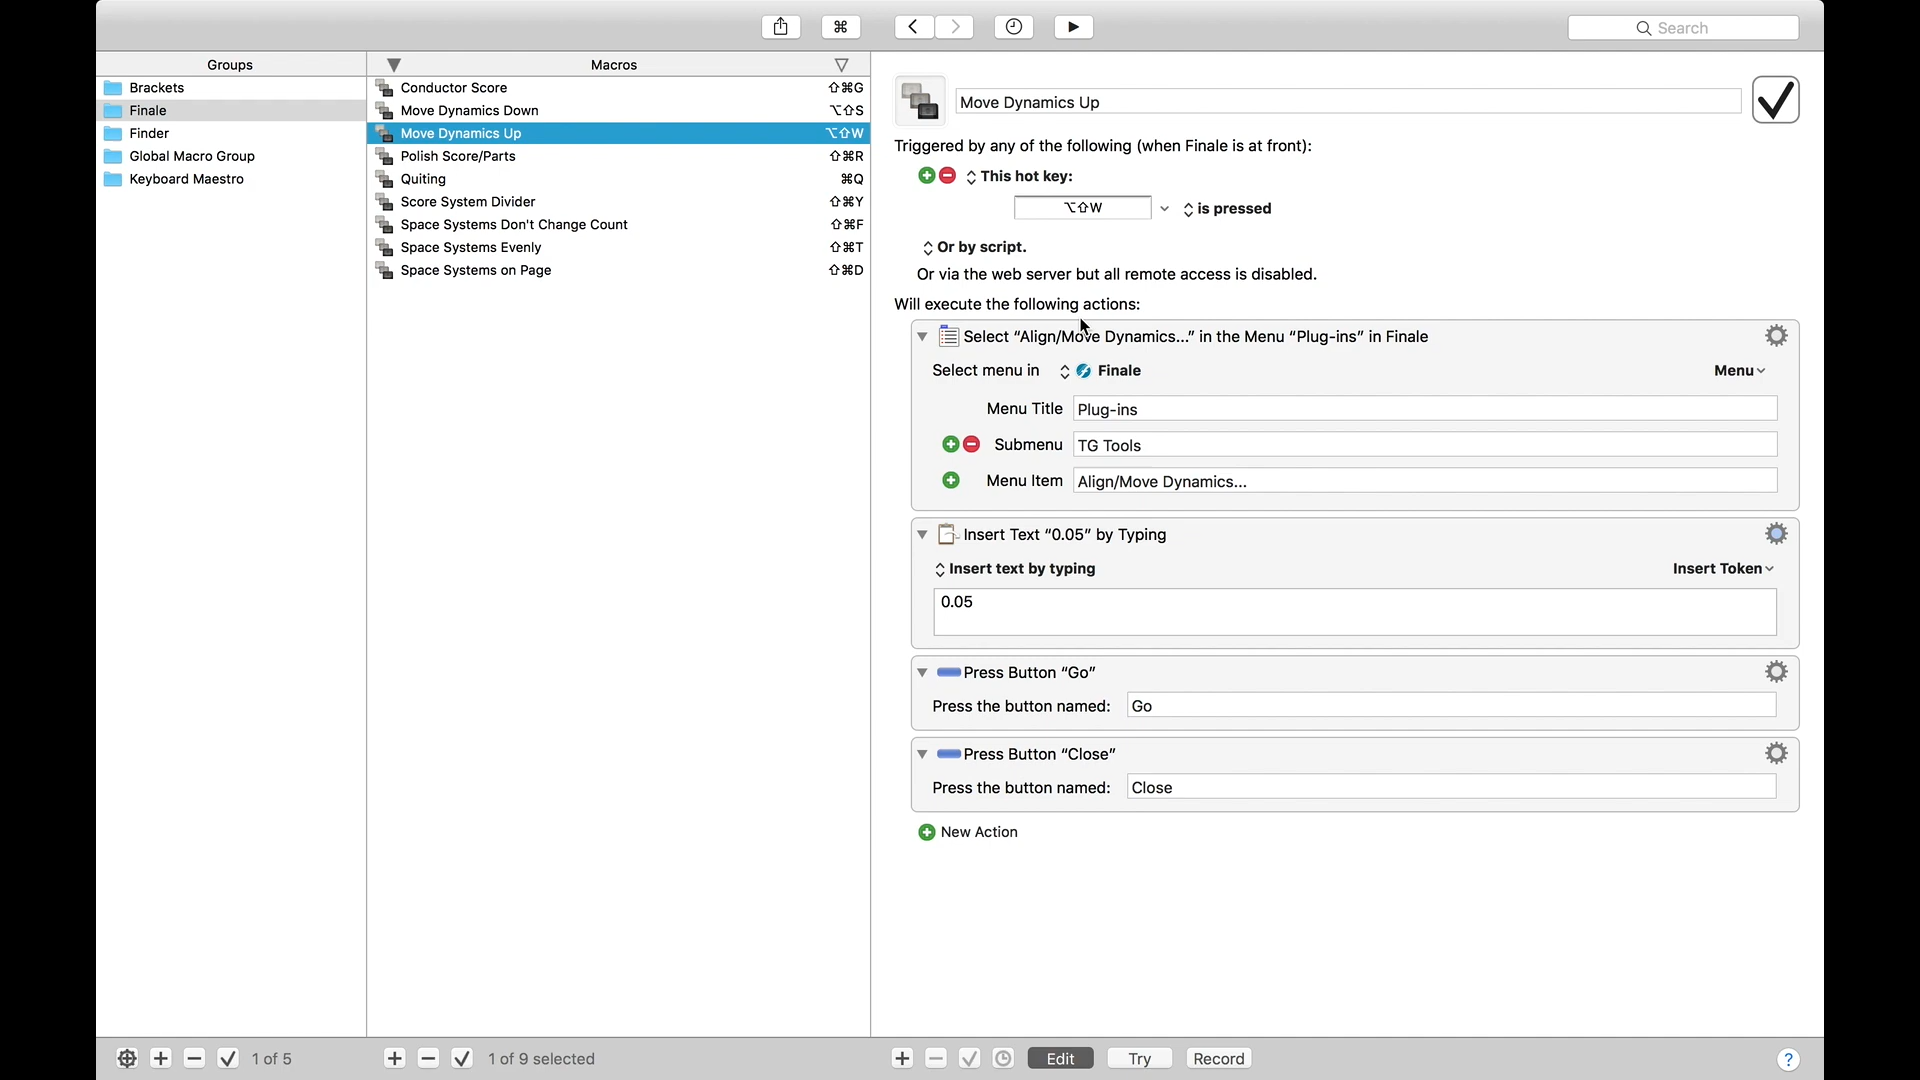 Search
Groups
Brackets
Finale
Finder
Global Macro Group
Keyboard Maestro
Macros
Conductor Score ⇧⌘G
Move Dynamics Down ⌥⇧S
Move Dynamics Up ⌥⇧W
Polish Score/Parts ⇧⌘R
Quiting ⌘Q
Score System Divider ⇧⌘Y
Space Systems Don't Change Count ⇧⌘F
Space Systems Evenly ⇧⌘T
Space Systems on Page ⇧⌘D
Move Dynamics Up
Triggered by any of the following (when Finale is at front):
This hot key:
⌥⇧W is pressed
Or by script.
Or via the web server but all remote access is disabled.
Will execute the following actions:
Select “Align/Move Dynamics...” in the Menu “Plug-ins” in Finale
Select menu in Finale Menu
Menu Title Plug-ins
Submenu TG Tools
Menu Item Align/Move Dynamics...
Insert Text “0.05” by Typing
Insert text by typing Insert Token
0.05
Press Button “Go”
Press the button named: Go
Press Button “Close”
Press the button named: Close
New Action
1 of 5
1 of 9 selected
Edit Try Record ?